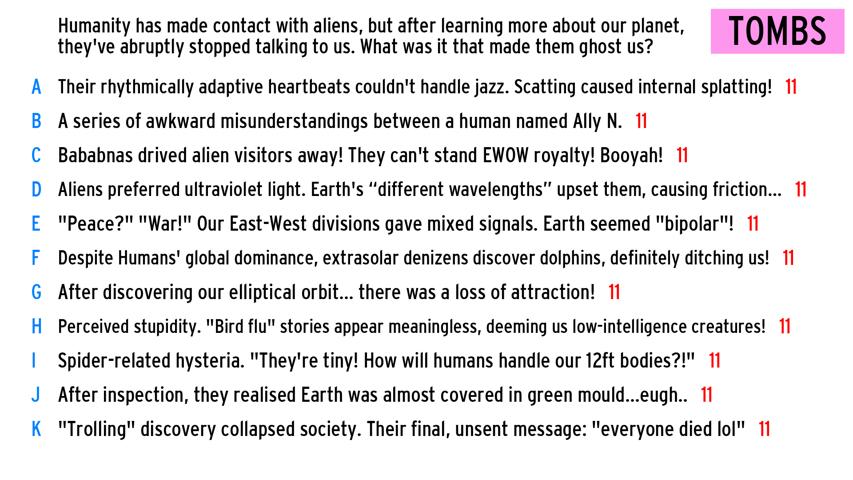 Humanity has made contact with aliens, but after learning more about our planet,
they've abruptly stopped talking to us. What was it that made them ghost us?
TOMBS
A Their rhythmically adaptive heartbeats couldn't handle jazz. Scatting caused internal splatting! 11
B A series of awkward misunderstandings between a human named Ally N. 11
C Bababnas drived alien visitors away! They can't stand EWOW royalty! Booyah! 11
D Aliens preferred ultraviolet light. Earth's “different wavelengths” upset them, causing friction... 11
E "Peace?" "War!" Our East-West divisions gave mixed signals. Earth seemed "bipolar"! 11
F Despite Humans' global dominance, extrasolar denizens discover dolphins, definitely ditching us! 11
G After discovering our elliptical orbit... there was a loss of attraction! 11
H Perceived stupidity. "Bird flu" stories appear meaningless, deeming us low-intelligence creatures! 11
I Spider-related hysteria. "They're tiny! How will humans handle our 12ft bodies?!" 11
J After inspection, they realised Earth was almost covered in green mould...eugh.. 11
K "Trolling" discovery collapsed society. Their final, unsent message: "everyone died lol" 11